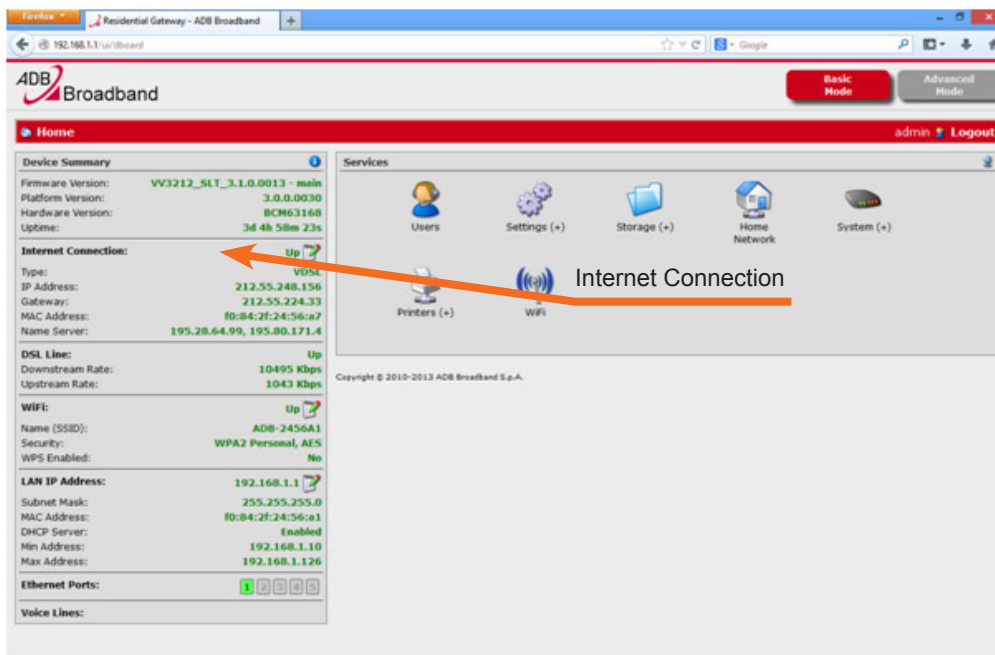 Firefox
Residential Gateway - ADB Broadband
+
192.168.1.1/ui/dboard
Google
ADB
Broadband
Basic Mode
Advanced Mode
Home
admin Logout
Device Summary
Firmware Version: VV3212_SLT_3.1.0.0013 - main
Platform Version: 3.0.0.0030
Hardware Version: BCM63168
Uptime: 3d 4h 58m 23s
Internet Connection: Up
Type: VDSL
IP Address: 212.55.248.156
Gateway: 212.55.224.33
MAC Address: f0:84:2f:24:56:a7
Name Server: 195.28.64.99, 195.80.171.4
DSL Line: Up
Downstream Rate: 10495 Kbps
Upstream Rate: 1043 Kbps
WiFi: Up
Name (SSID): ADB-2456A1
Security: WPA2 Personal, AES
WPS Enabled: No
LAN IP Address: 192.168.1.1
Subnet Mask: 255.255.255.0
MAC Address: f0:84:2f:24:56:a1
DHCP Server: Enabled
Min Address: 192.168.1.10
Max Address: 192.168.1.126
Ethernet Ports: 1 2 3 4 5
Voice Lines:
Services
Users
Settings (+)
Storage (+)
Home Network
System (+)
Printers (+)
WiFi
Internet Connection
Copyright © 2010-2013 ADB Broadband S.p.A.